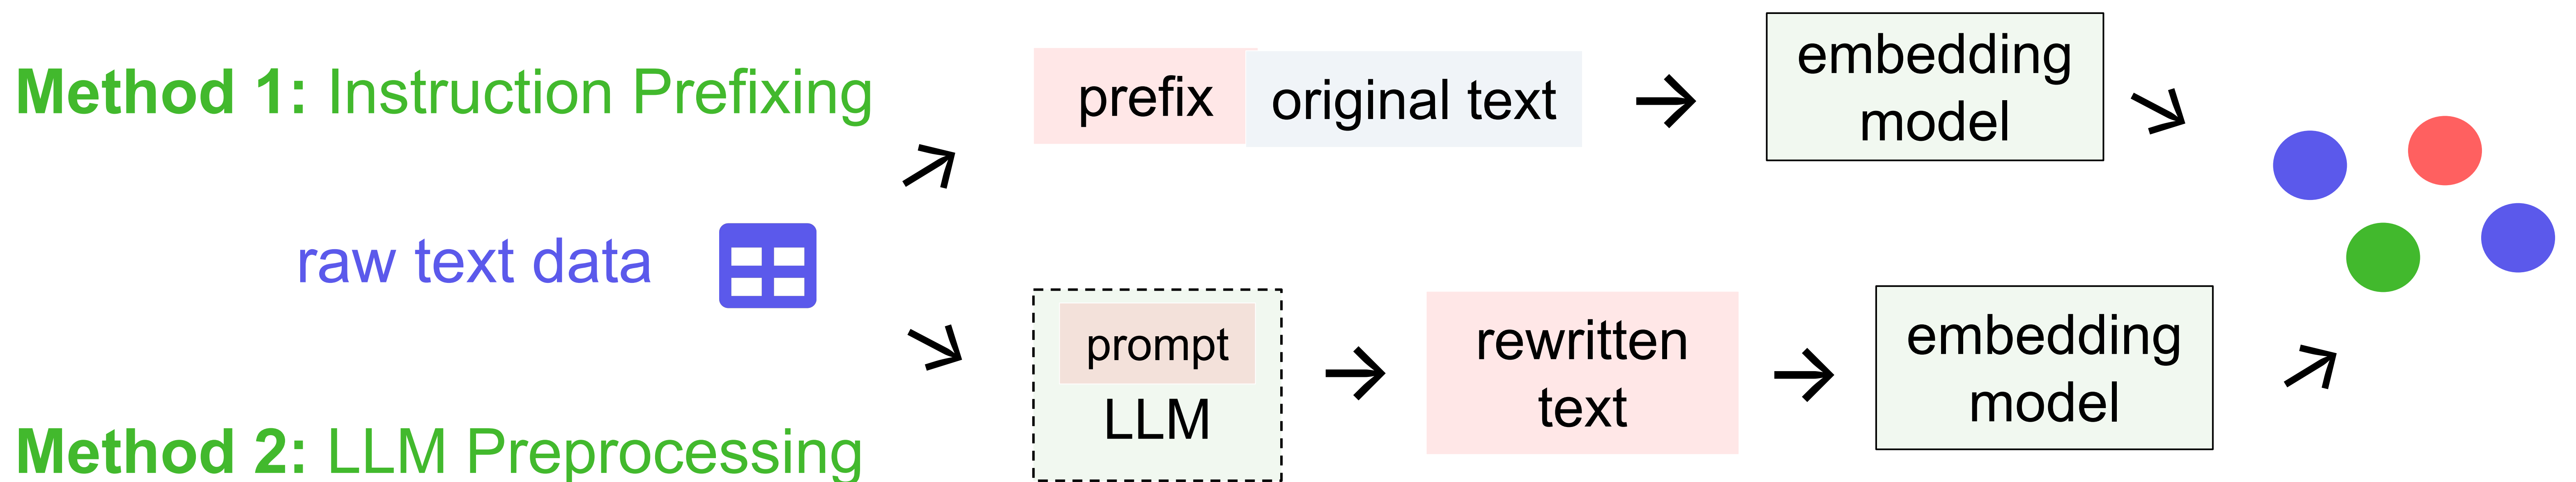 Method 1: Instruction Prefixing
prefix
original text
embedding
model
raw text data
prompt
LLM
rewritten
text
embedding
model
Method 2: LLM Preprocessing